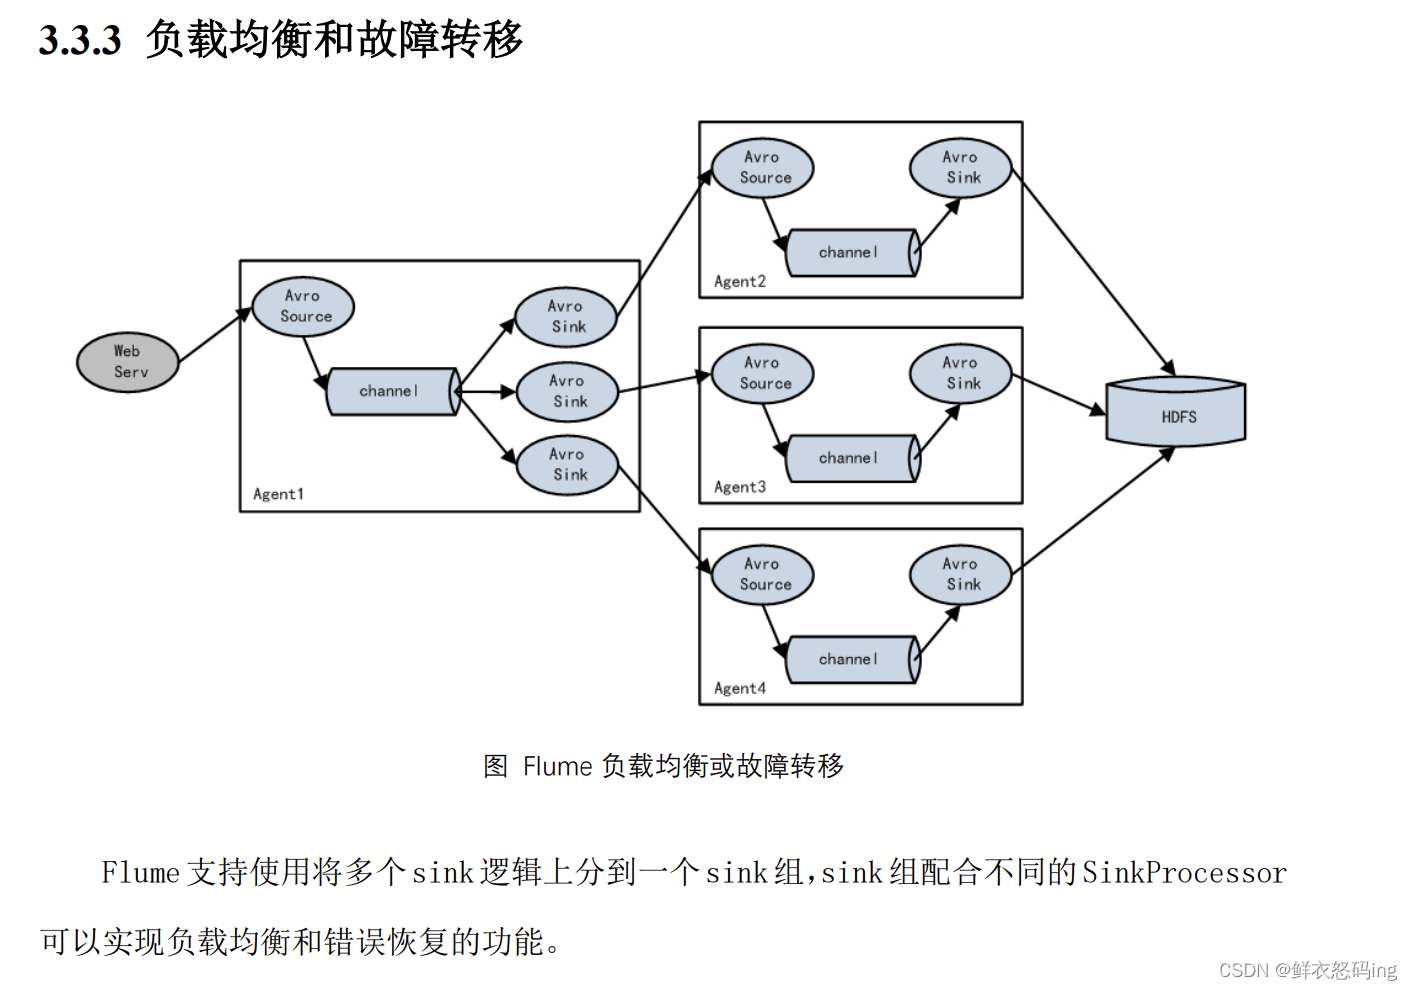 3.3.3 负载均衡和故障转移
Web
Serv
Avro
Source
channel
Avro
Sink
Avro
Sink
Avro
Sink
Agent1
Avro
Source
channel
Avro
Sink
Agent2
Avro
Source
channel
Avro
Sink
Agent3
Avro
Source
channel
Avro
Sink
Agent4
HDFS
图 Flume 负载均衡或故障转移
Flume 支持使用将多个 sink 逻辑上分到一个 sink 组，sink 组配合不同的 SinkProcessor
可以实现负载均衡和错误恢复的功能。
CSDN @鲜衣怒码ing